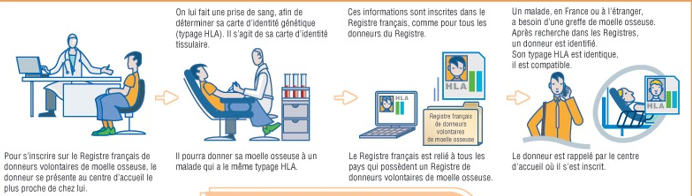 Pour s'inscrire sur le Registre français de
donneurs volontaires de moelle osseuse, le
donneur se présente au centre d'accueil le
plus proche de chez lui.
On lui fait une prise de sang, afin de
déterminer sa carte d'identité génétique
(typage HLA). Il s'agit de sa carte d'identité
tissulaire.
Il pourra donner sa moelle osseuse à un
malade qui a le même typage HLA.
Ces informations sont inscrites dans le
Registre français, comme pour tous les
donneurs du Registre.
HLA
HLA
Registre français
de donneurs
volontaires
de moelle osseuse
Le Registre français est relié à tous les
pays qui possèdent un Registre de
donneurs volontaires de moelle osseuse.
Un malade, en France ou à l'étranger,
a besoin d'une greffe de moelle osseuse.
Après recherche dans les Registres,
un donneur est identifié.
Son typage HLA est identique,
il est compatible.
HLA
Le donneur est rappelé par le centre
d'accueil où il s'est inscrit.